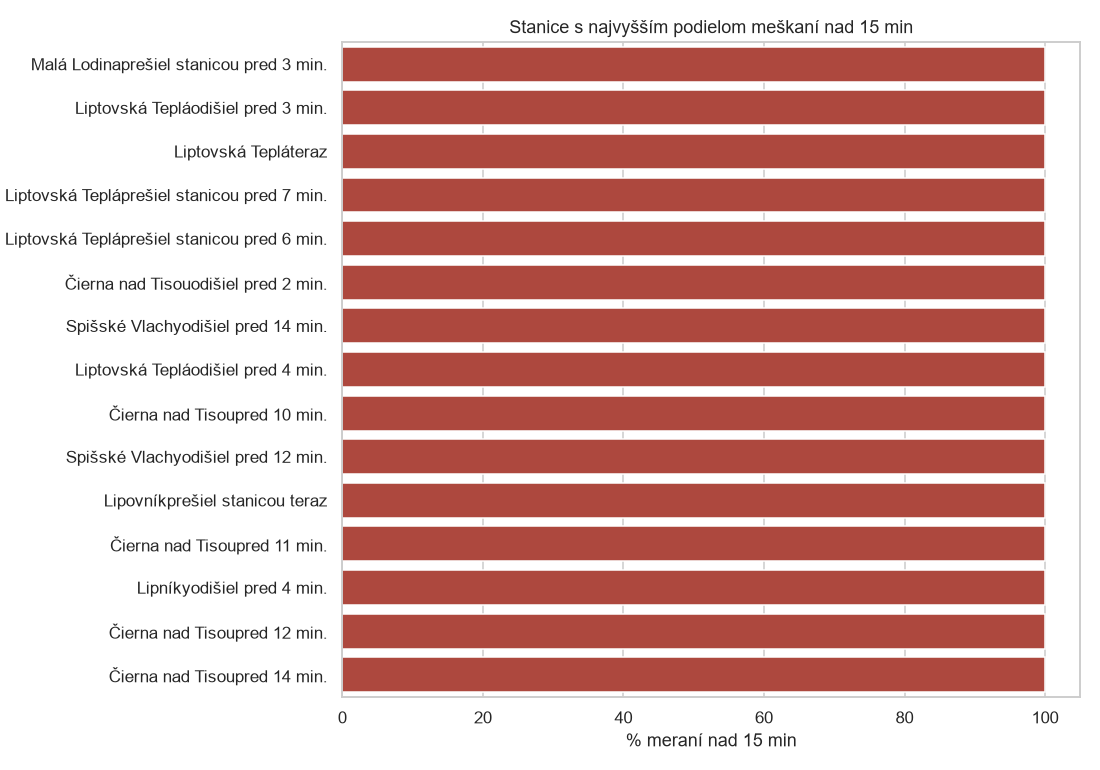 Stanice s najvyšším podielom meškaní nad 15 min
Malá Lodinaprešiel stanicou pred 3 min.
Liptovská Tepláodišiel pred 3 min.
Liptovská Tepláteraz
Liptovská Tepláprešiel stanicou pred 7 min.
Liptovská Tepláprešiel stanicou pred 6 min.
Čierna nad Tisouodišiel pred 2 min.
Spišské Vlachyodišiel pred 14 min.
Liptovská Tepláodišiel pred 4 min.
Čierna nad Tisoupred 10 min.
Spišské Vlachyodišiel pred 12 min.
Lipovníkprešiel stanicou teraz
Čierna nad Tisoupred 11 min.
Lipníkyodišiel pred 4 min.
Čierna nad Tisoupred 12 min.
Čierna nad Tisoupred 14 min.
0 20 40 60 80 100
% meraní nad 15 min